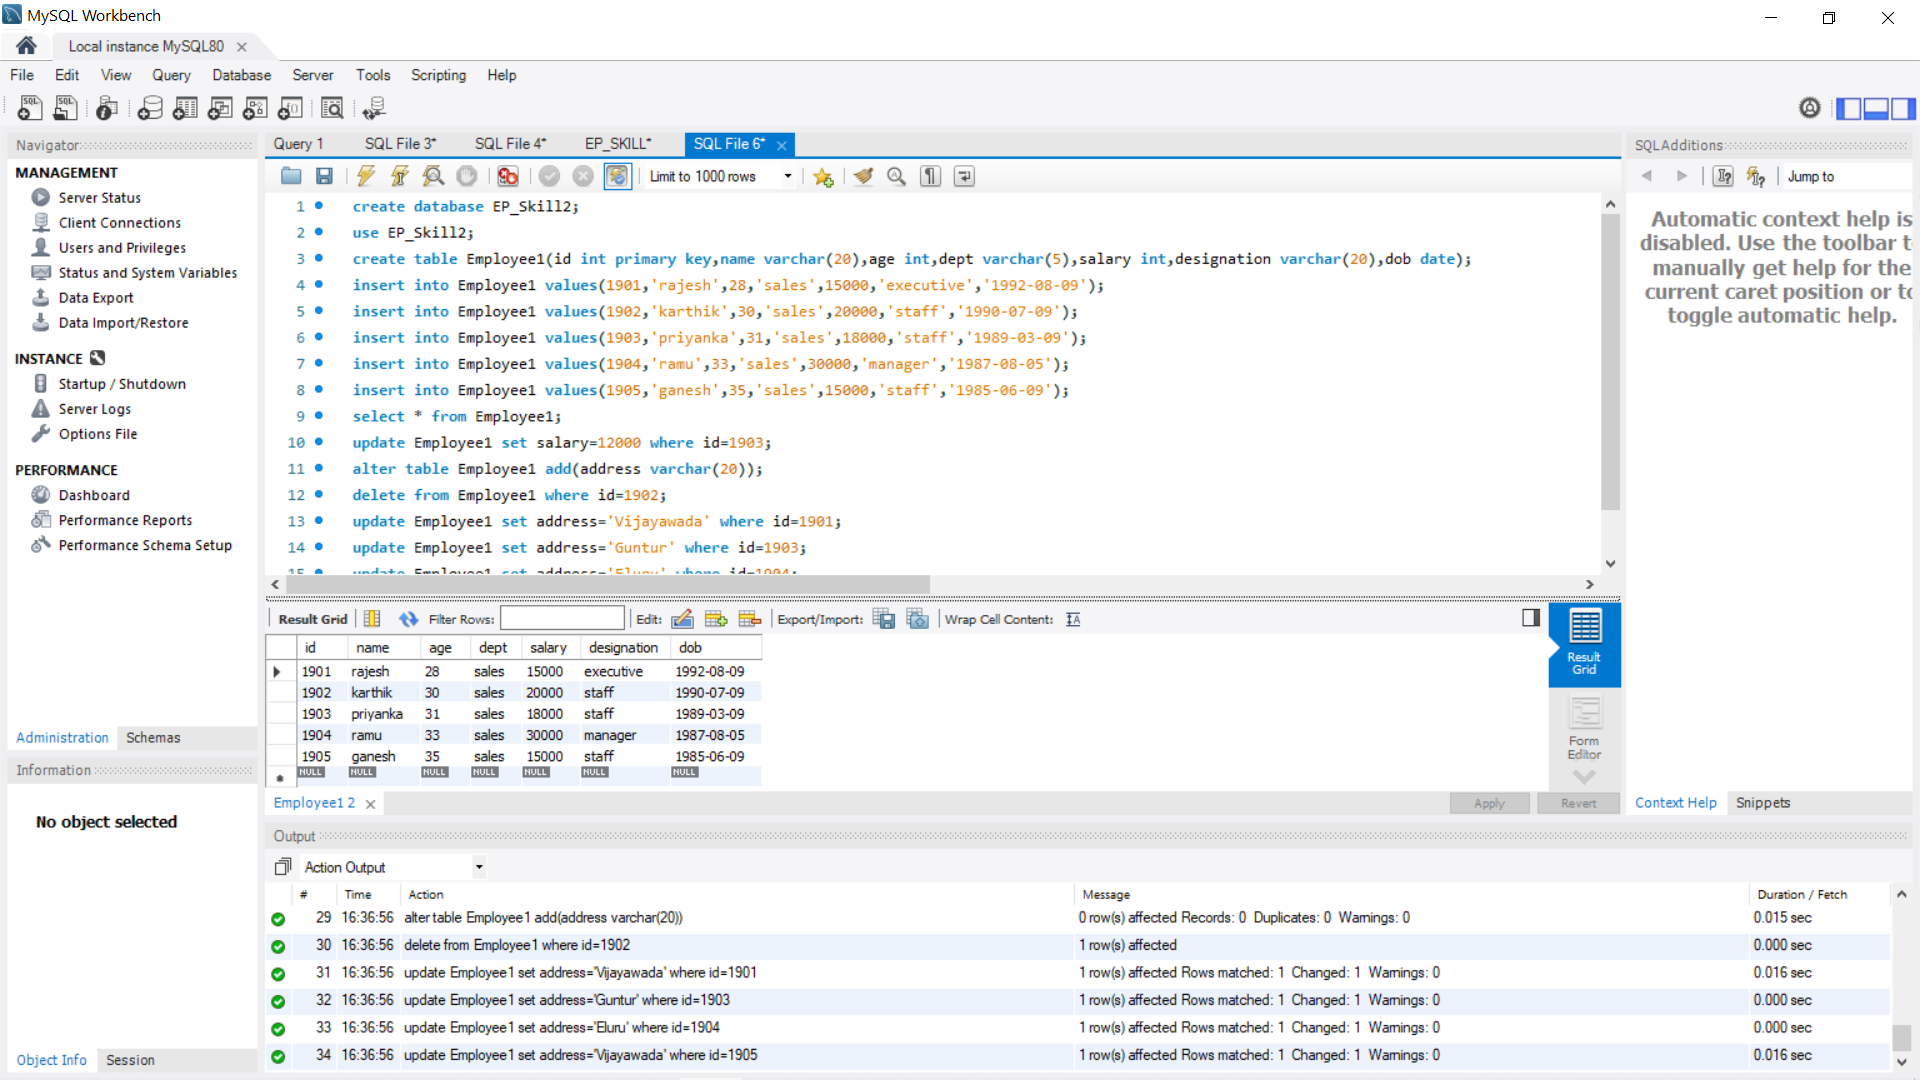 MySQL Workbench
Local instance MySQL80
File Edit View Query Database Server Tools Scripting Help
Navigator
MANAGEMENT
Server Status
Client Connections
Users and Privileges
Status and System Variables
Data Export
Data Import/Restore
INSTANCE
Startup / Shutdown
Server Logs
Options File
PERFORMANCE
Dashboard
Performance Reports
Performance Schema Setup
Administration Schemas
Information
No object selected
Object Info Session
Query 1 SQL File 3* SQL File 4* EP_SKILL* SQL File 6*
Limit to 1000 rows
1 create database EP_Skill2;
2 use EP_Skill2;
3 create table Employee1(id int primary key,name varchar(20),age int,dept varchar(5),salary int,designation varchar(20),dob date);
4 insert into Employee1 values(1901,'rajesh',28,'sales',15000,'executive','1992-08-09');
5 insert into Employee1 values(1902,'karthik',30,'sales',20000,'staff','1990-07-09');
6 insert into Employee1 values(1903,'priyanka',31,'sales',18000,'staff','1989-03-09');
7 insert into Employee1 values(1904,'ramu',33,'sales',30000,'manager','1987-08-05');
8 insert into Employee1 values(1905,'ganesh',35,'sales',15000,'staff','1985-06-09');
9 select * from Employee1;
10 update Employee1 set salary=12000 where id=1903;
11 alter table Employee1 add(address varchar(20));
12 delete from Employee1 where id=1902;
13 update Employee1 set address='Vijayawada' where id=1901;
14 update Employee1 set address='Guntur' where id=1903;
15 update Employee1 set address='Eluru' where id=1904;
Result Grid Filter Rows: Edit: Export/Import: Wrap Cell Content:
id name age dept salary designation dob
1901 rajesh 28 sales 15000 executive 1992-08-09
1902 karthik 30 sales 20000 staff 1990-07-09
1903 priyanka 31 sales 18000 staff 1989-03-09
1904 ramu 33 sales 30000 manager 1987-08-05
1905 ganesh 35 sales 15000 staff 1985-06-09
NULL NULL NULL NULL NULL NULL NULL
Result
Grid
Form
Editor
Employee1 2
Apply Revert
SQLAdditions
Jump to
Automatic context help is
disabled. Use the toolbar t
manually get help for the
current caret position or to
toggle automatic help.
Context Help Snippets
Output
Action Output
# Time Action Message Duration / Fetch
29 16:36:56 alter table Employee1 add(address varchar(20)) 0 row(s) affected Records: 0 Duplicates: 0 Warnings: 0 0.015 sec
30 16:36:56 delete from Employee1 where id=1902 1 row(s) affected 0.000 sec
31 16:36:56 update Employee1 set address='Vijayawada' where id=1901 1 row(s) affected Rows matched: 1 Changed: 1 Warnings: 0 0.016 sec
32 16:36:56 update Employee1 set address='Guntur' where id=1903 1 row(s) affected Rows matched: 1 Changed: 1 Warnings: 0 0.000 sec
33 16:36:56 update Employee1 set address='Eluru' where id=1904 1 row(s) affected Rows matched: 1 Changed: 1 Warnings: 0 0.000 sec
34 16:36:56 update Employee1 set address='Vijayawada' where id=1905 1 row(s) affected Rows matched: 1 Changed: 1 Warnings: 0 0.016 sec